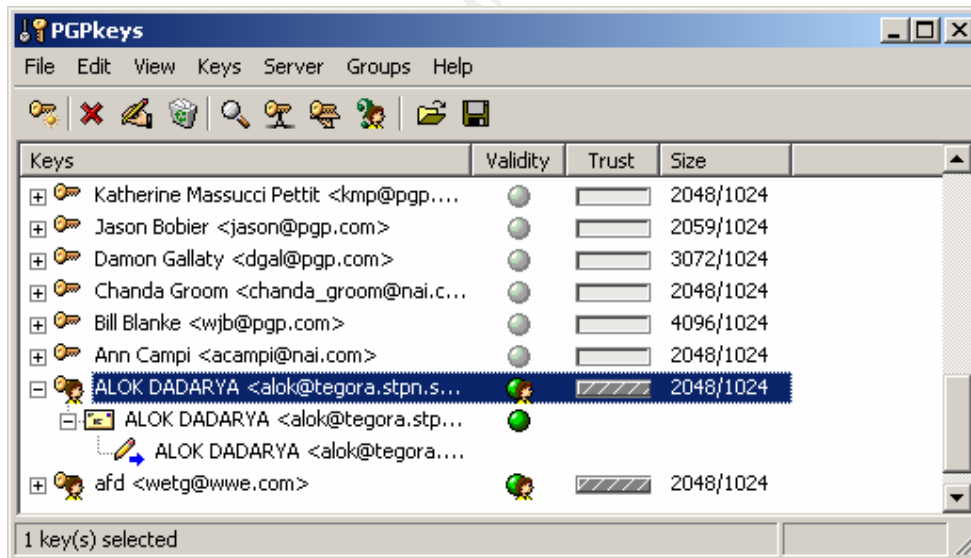 PGPkeys
File Edit View Keys Server Groups Help
Keys Validity Trust Size
Katherine Massucci Pettit <kmp@pgp.... 2048/1024
Jason Bobier <jason@pgp.com> 2059/1024
Damon Gallaty <dgal@pgp.com> 3072/1024
Chanda Groom <chanda_groom@nai.c... 2048/1024
Bill Blanke <wjb@pgp.com> 4096/1024
Ann Campi <acampi@nai.com> 2048/1024
ALOK DADARYA <alok@tegora.stpn.s... 2048/1024
ALOK DADARYA <alok@tegora.stp...
ALOK DADARYA <alok@tegora....
afd <wetg@wwe.com> 2048/1024
1 key(s) selected